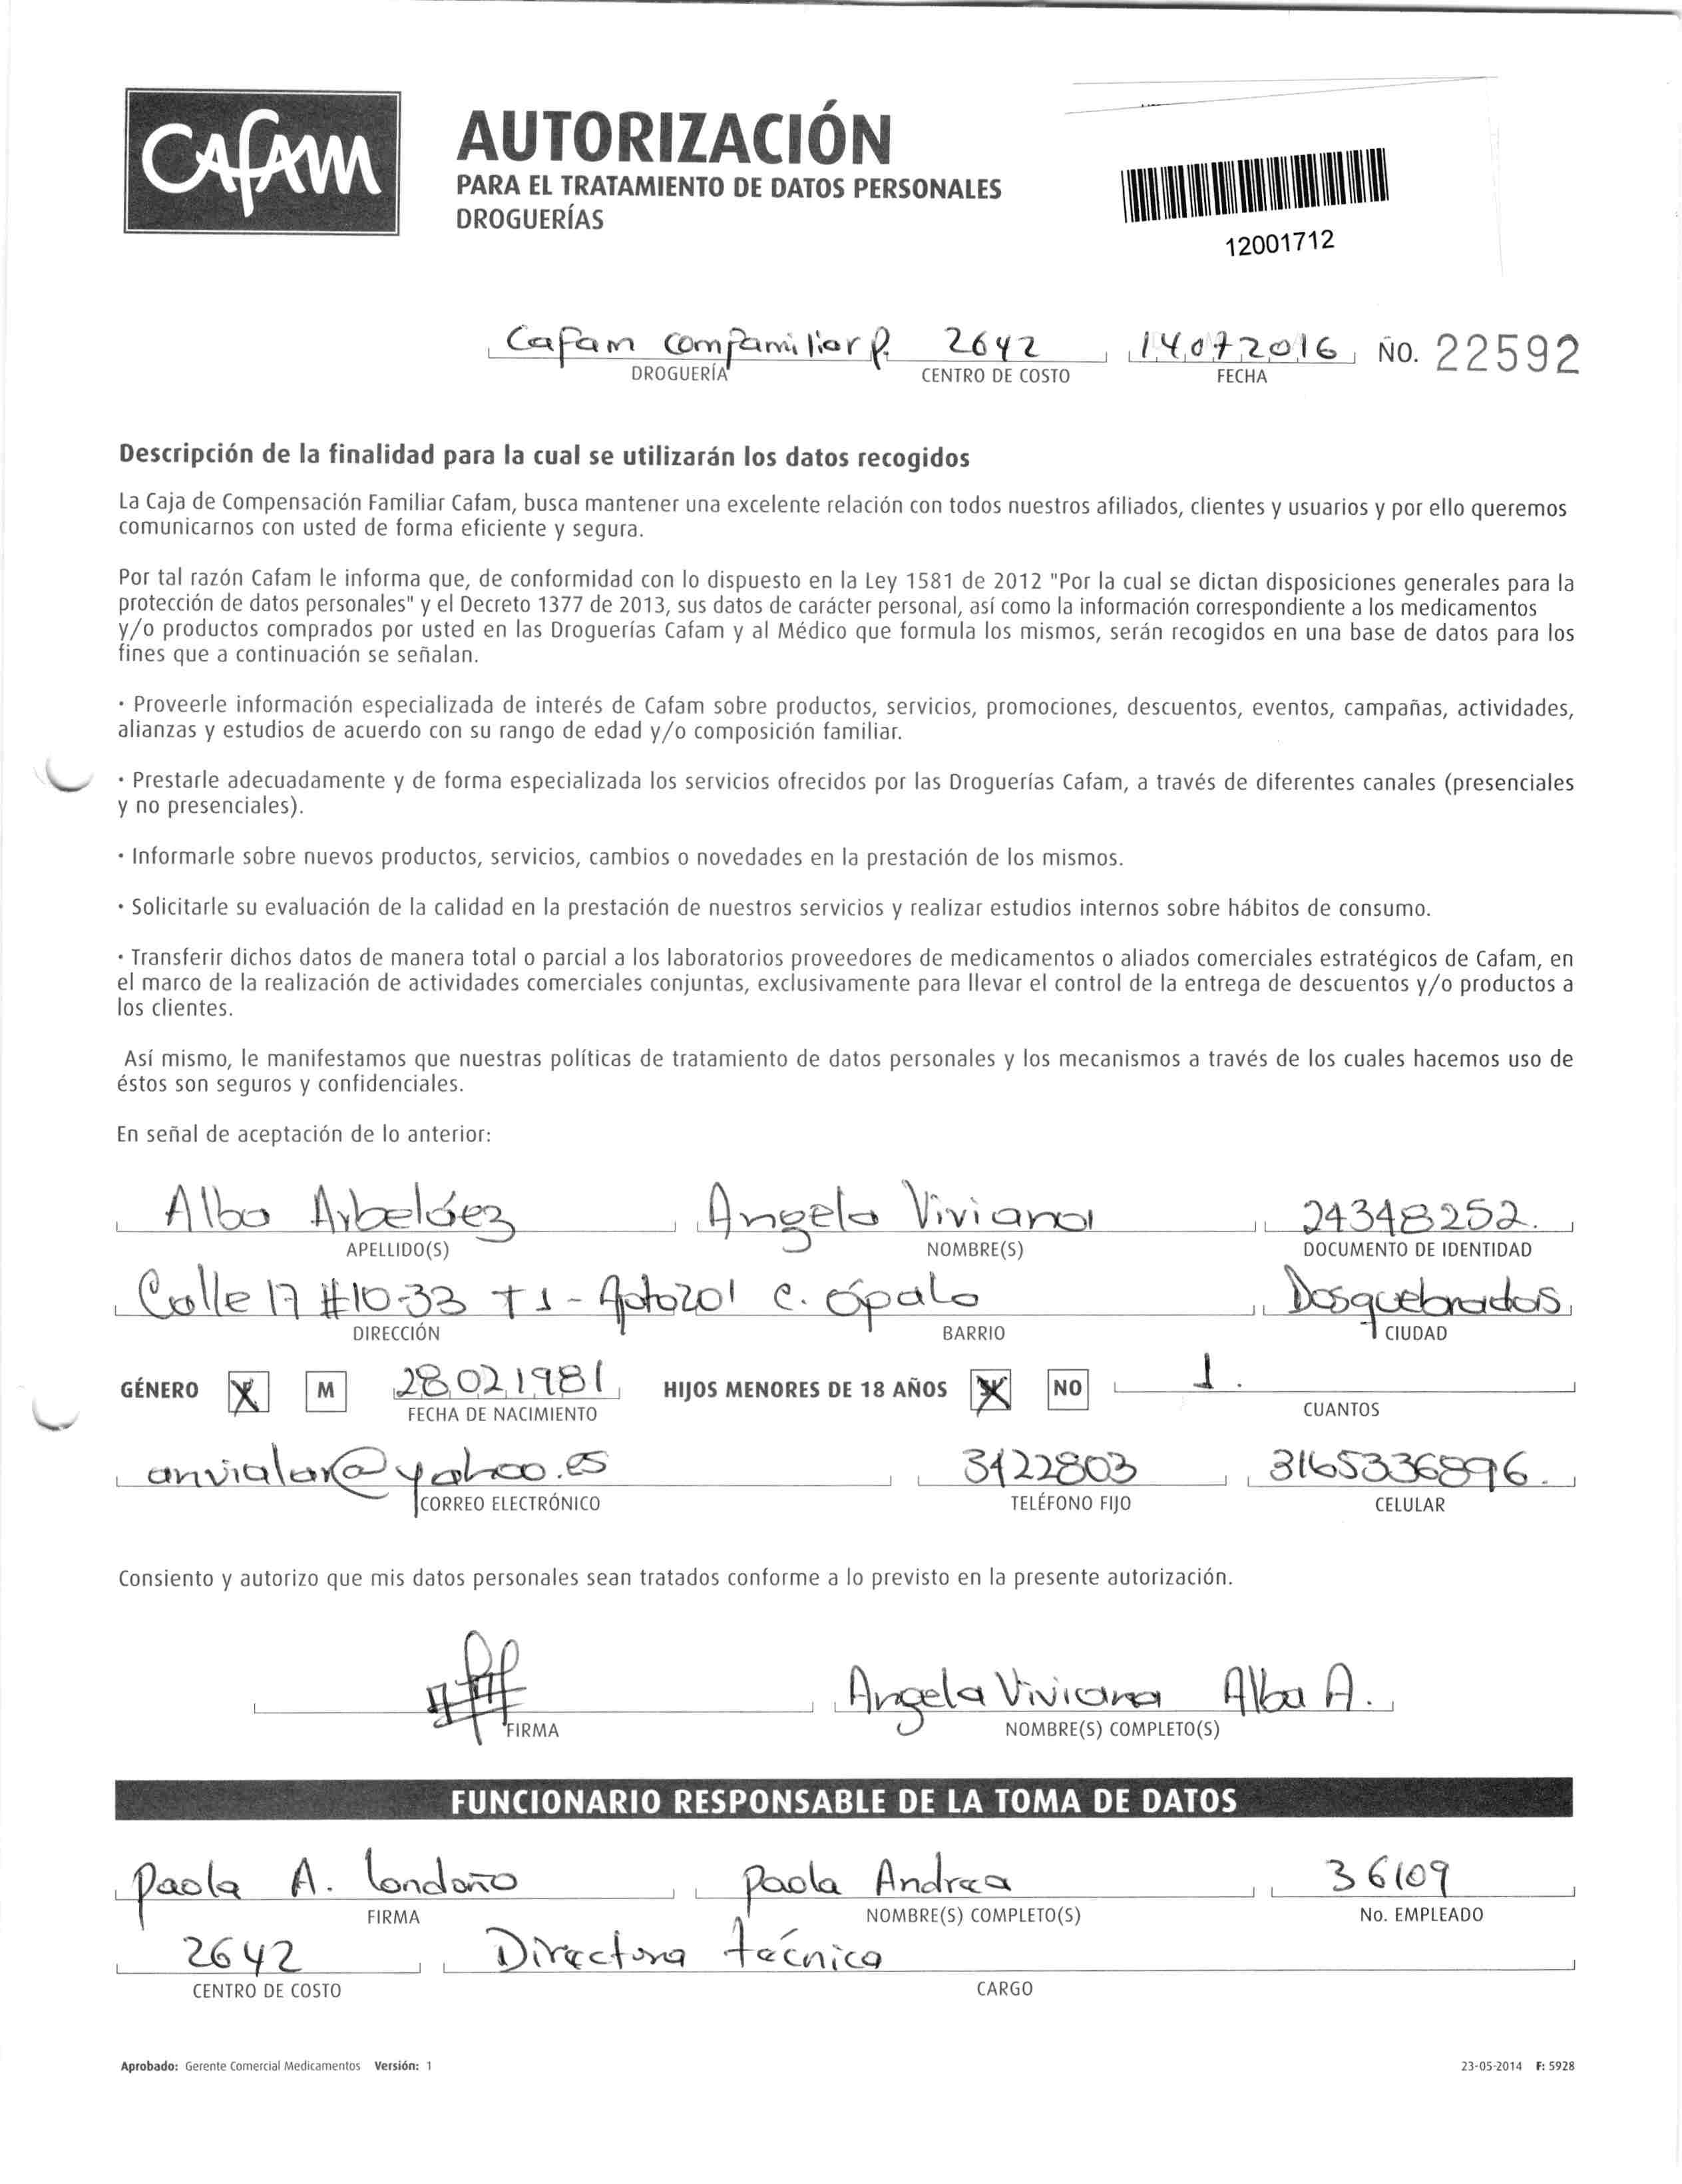 CAFAM
AUTORIZACIÓN
PARA EL TRATAMIENTO DE DATOS PERSONALES
DROGUERÍAS
12001712
Cafam comfamiliar p. 2642 14072016 NO. 22592
DROGUERÍA CENTRO DE COSTO FECHA
Descripción de la finalidad para la cual se utilizarán los datos recogidos
La Caja de Compensación Familiar Cafam, busca mantener una excelente relación con todos nuestros afiliados, clientes y usuarios y por ello queremos
comunicarnos con usted de forma eficiente y segura.
Por tal razón Cafam le informa que, de conformidad con lo dispuesto en la Ley 1581 de 2012 "Por la cual se dictan disposiciones generales para la
protección de datos personales" y el Decreto 1377 de 2013, sus datos de carácter personal, así como la información correspondiente a los medicamentos
y/o productos comprados por usted en las Droguerías Cafam y al Médico que formula los mismos, serán recogidos en una base de datos para los
fines que a continuación se señalan.
· Proveerle información especializada de interés de Cafam sobre productos, servicios, promociones, descuentos, eventos, campañas, actividades,
alianzas y estudios de acuerdo con su rango de edad y/o composición familiar.
· Prestarle adecuadamente y de forma especializada los servicios ofrecidos por las Droguerías Cafam, a través de diferentes canales (presenciales
y no presenciales).
· Informarle sobre nuevos productos, servicios, cambios o novedades en la prestación de los mismos.
· Solicitarle su evaluación de la calidad en la prestación de nuestros servicios y realizar estudios internos sobre hábitos de consumo.
· Transferir dichos datos de manera total o parcial a los laboratorios proveedores de medicamentos o aliados comerciales estratégicos de Cafam, en
el marco de la realización de actividades comerciales conjuntas, exclusivamente para llevar el control de la entrega de descuentos y/o productos a
los clientes.
Así mismo, le manifestamos que nuestras políticas de tratamiento de datos personales y los mecanismos a través de los cuales hacemos uso de
éstos son seguros y confidenciales.
En señal de aceptación de lo anterior:
Alba Arbeláez Angela Viviana 24348252.
APELLIDO(S) NOMBRE(S) DOCUMENTO DE IDENTIDAD
Calle 17 #10-33 T1 - Apto201 C. ópalo Dosquebradas
DIRECCIÓN BARRIO CIUDAD
GÉNERO X M 28021981 HIJOS MENORES DE 18 AÑOS X NO 1.
FECHA DE NACIMIENTO CUANTOS
anvialar@yahoo.es 3422803 3165336896.
CORREO ELECTRÓNICO TELÉFONO FIJO CELULAR
Consiento y autorizo que mis datos personales sean tratados conforme a lo previsto en la presente autorización.
Angela Viviana Alba A.
FIRMA NOMBRE(S) COMPLETO(S)
FUNCIONARIO RESPONSABLE DE LA TOMA DE DATOS
Paola A. Londoño Paola Andrea 36109
FIRMA NOMBRE(S) COMPLETO(S) No. EMPLEADO
2642 Directora técnica
CENTRO DE COSTO CARGO
Aprobado: Gerente Comercial Medicamentos Versión: 1 23-05-2014 F: 5928